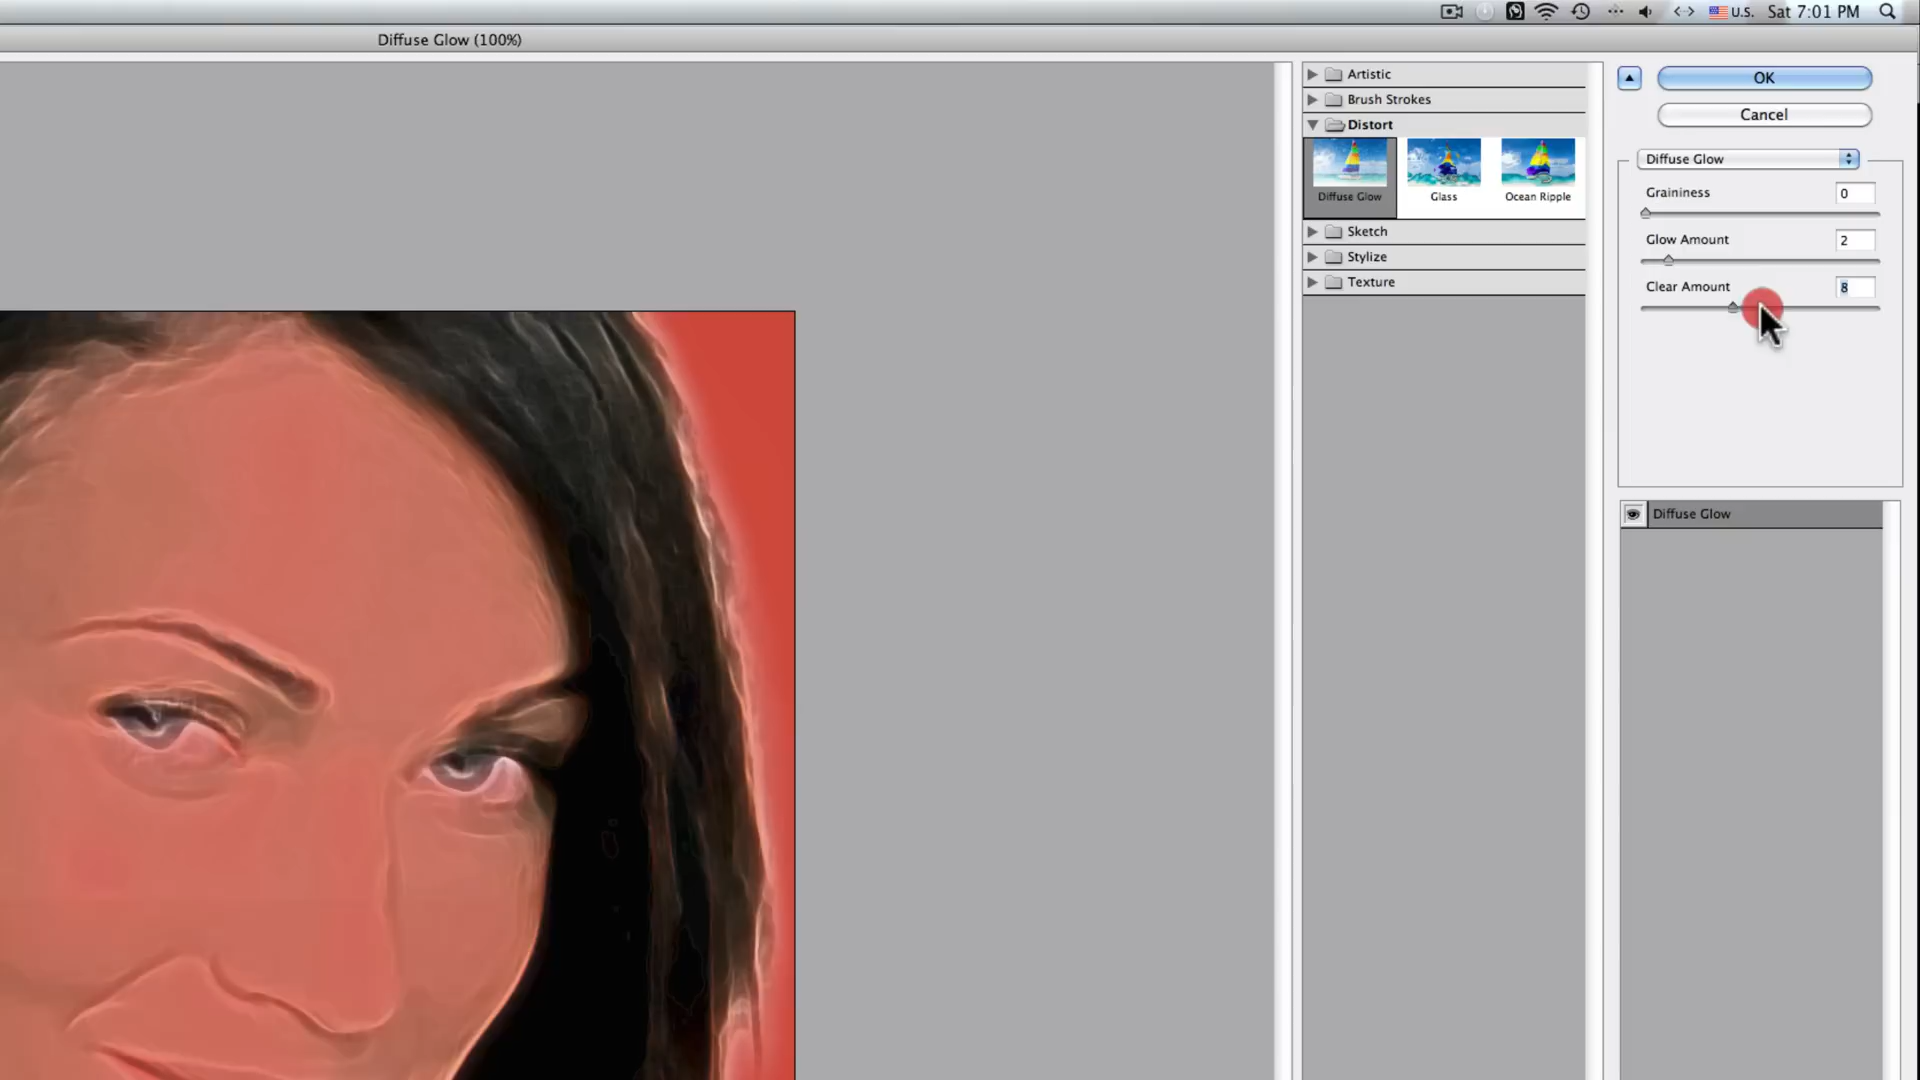 U.S. Sat 7:01 PM
Diffuse Glow (100%)
Artistic
Brush Strokes
Distort
Diffuse Glow
Glass
Ocean Ripple
Sketch
Stylize
Texture
OK
Cancel
Diffuse Glow
Graininess 0
Glow Amount 2
Clear Amount 8
Diffuse Glow